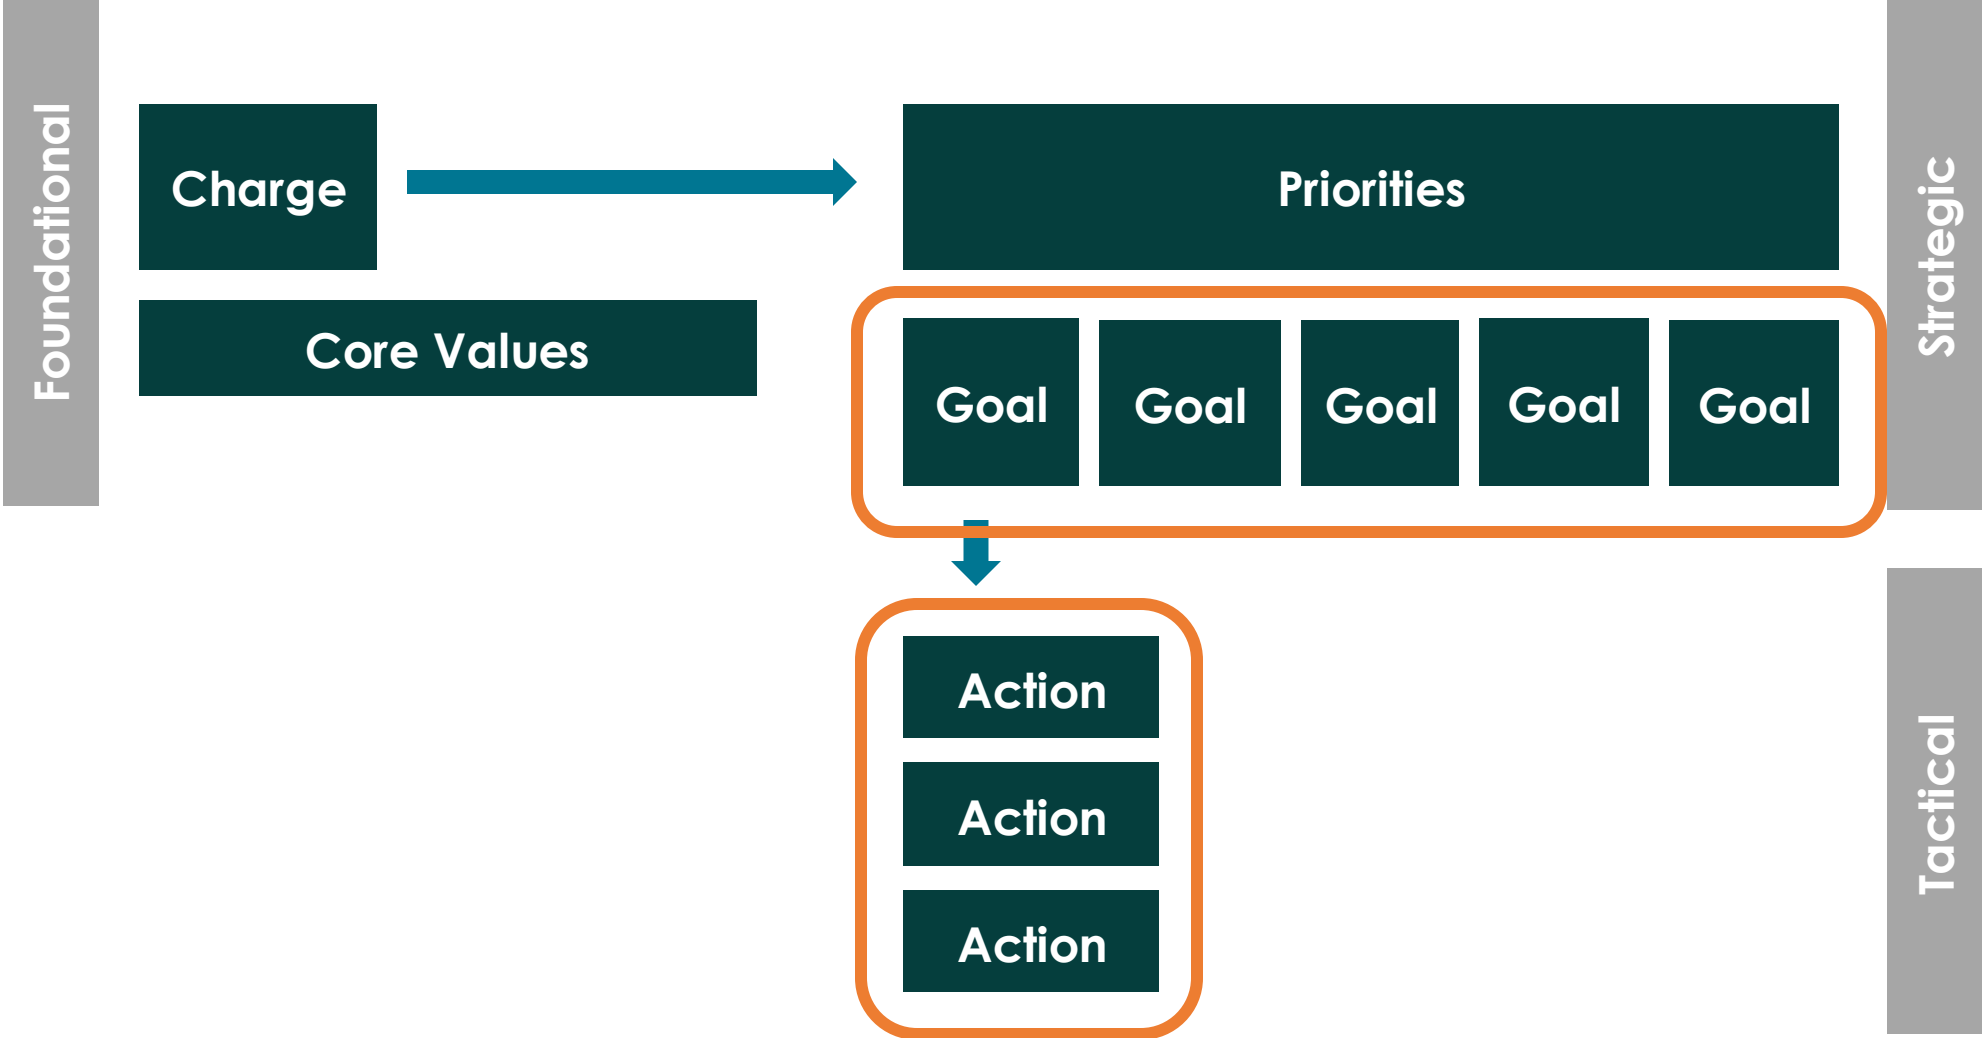 Foundational
Charge
Core Values
Priorities
Goal
Goal
Goal
Goal
Goal
Strategic
Action
Action
Action
Tactical